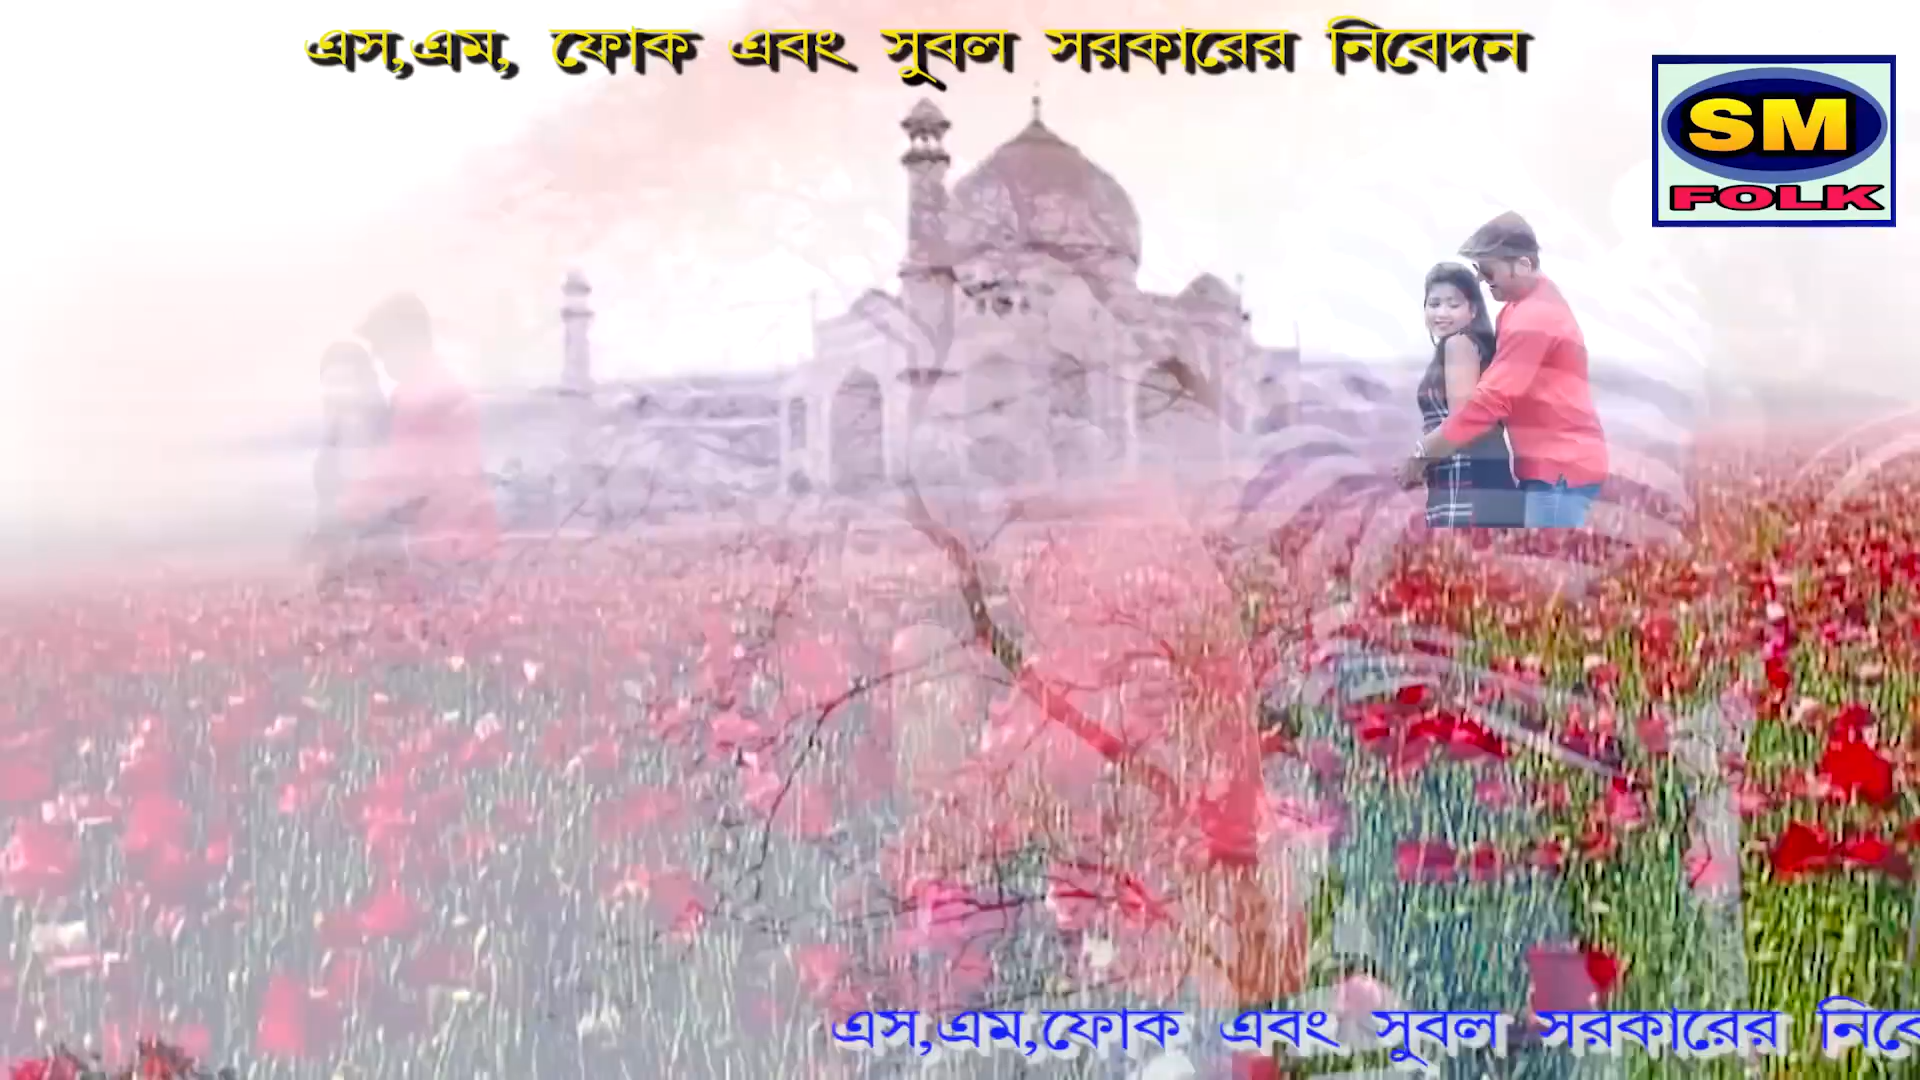 এস,এম, ফোক এবং সুবল সরকারের নিবেদন
SM
FOLK
এস,এম,ফোক এবং সুবল সরকারের